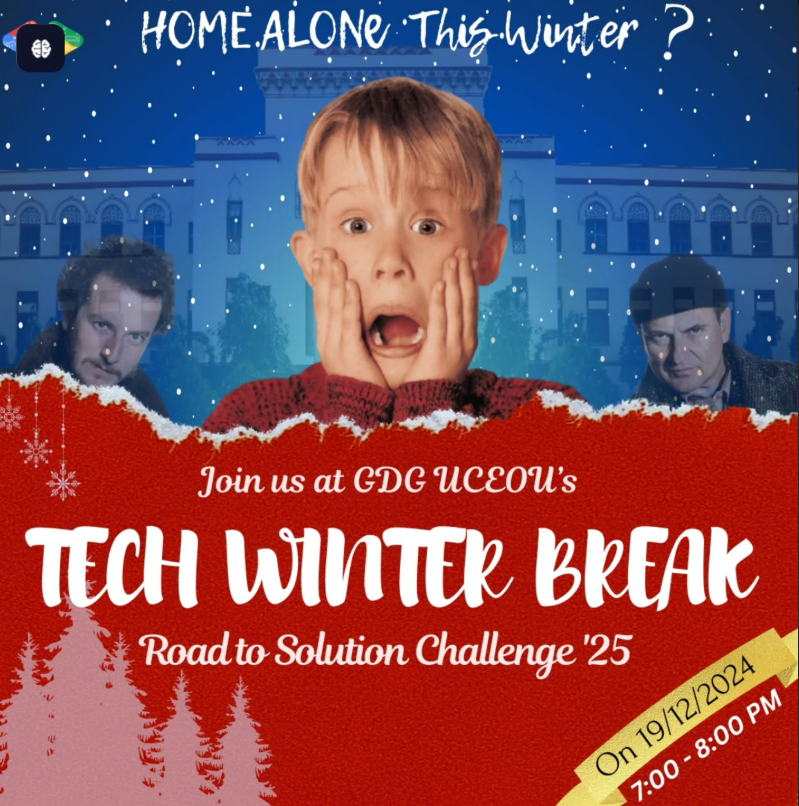 HOME ALONE This Winter ?
Join us at GDG UCEOU's
TECH WINTER BREAK
Road to Solution Challenge '25
On 19/12/2024
7:00 - 8:00 PM